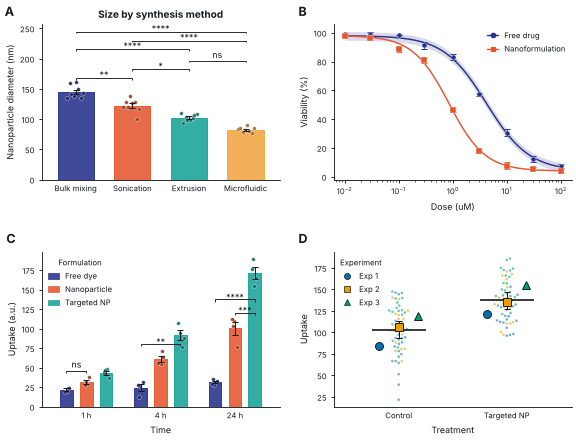 A
Size by synthesis method
Nanoparticle diameter (nm)
250
200
150
100
50
0
****
****
****
ns
**
*
Bulk mixing
Sonication
Extrusion
Microfluidic
B
Viability (%)
100
80
60
40
20
0
Free drug
Nanoformulation
10⁻²
10⁻¹
10⁰
10¹
10²
Dose (uM)
C
Uptake (a.u.)
175
150
125
100
75
50
25
0
Formulation
Free dye
Nanoparticle
Targeted NP
ns
**
****
***
1 h
4 h
24 h
Time
D
Uptake
175
150
125
100
75
50
25
Experiment
Exp 1
Exp 2
Exp 3
Control
Targeted NP
Treatment